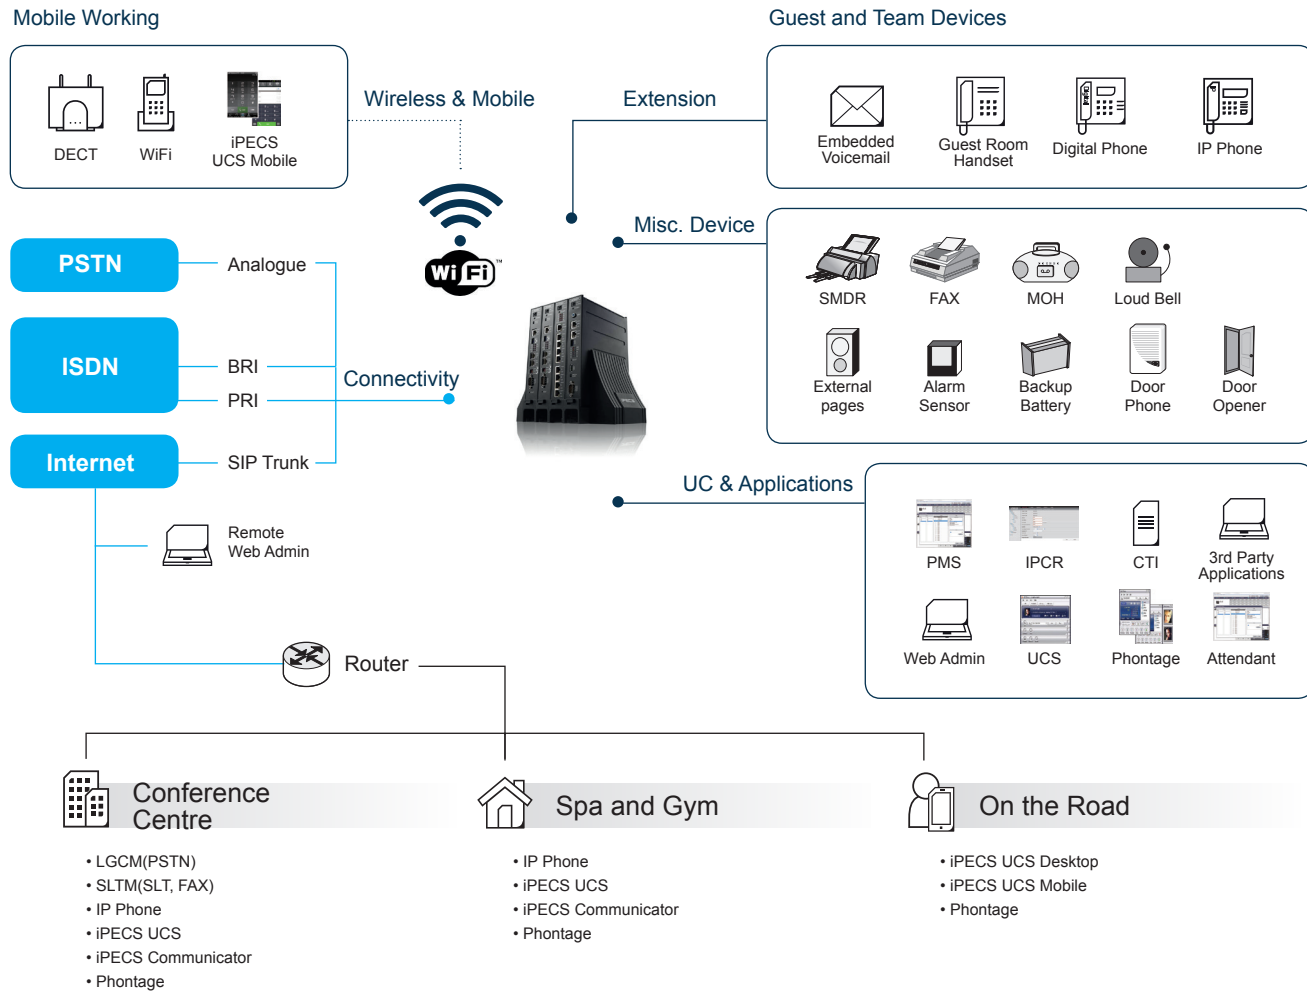 Mobile Working
Guest and Team Devices
DECT
WiFi
iPECS
UCS Mobile
Wireless & Mobile
Extension
Embedded
Voicemail
Guest Room
Handset
Digital
Digital Phone
IP Phone
WiFi™
Misc. Device
SMDR
FAX
MOH
Loud Bell
External
pages
Alarm
Sensor
Backup
Battery
Door
Phone
Door
Opener
PSTN
Analogue
ISDN
BRI
PRI
Connectivity
Internet
SIP Trunk
Remote
Web Admin
UC & Applications
PMS
IPCR
CTI
3rd Party
Applications
Web Admin
UCS
Phontage
Attendant
Router
Conference
Centre
• LGCM(PSTN)
• SLTM(SLT, FAX)
• IP Phone
• iPECS UCS
• iPECS Communicator
• Phontage
Spa and Gym
• IP Phone
• iPECS UCS
• iPECS Communicator
• Phontage
On the Road
• iPECS UCS Desktop
• iPECS UCS Mobile
• Phontage